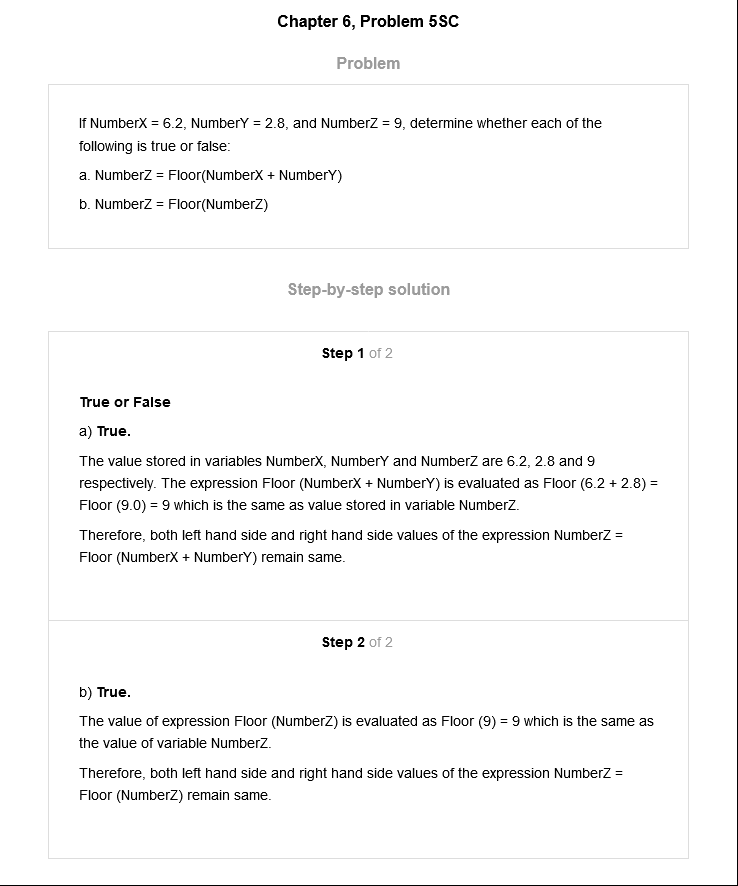 Chapter 6, Problem 5SC
Problem
If NumberX = 6.2, NumberY = 2.8, and NumberZ = 9, determine whether each of the
following is true or false:
a. NumberZ = Floor(NumberX + NumberY)
b. NumberZ = Floor(NumberZ)
Step-by-step solution
Step 1 of 2
True or False
a) True.
The value stored in variables NumberX, NumberY and NumberZ are 6.2, 2.8 and 9
respectively. The expression Floor (NumberX + NumberY) is evaluated as Floor (6.2 + 2.8) =
Floor (9.0) = 9 which is the same as value stored in variable NumberZ.
Therefore, both left hand side and right hand side values of the expression NumberZ =
Floor (NumberX + NumberY) remain same.
Step 2 of 2
b) True.
The value of expression Floor (NumberZ) is evaluated as Floor (9) = 9 which is the same as
the value of variable NumberZ.
Therefore, both left hand side and right hand side values of the expression NumberZ =
Floor (NumberZ) remain same.